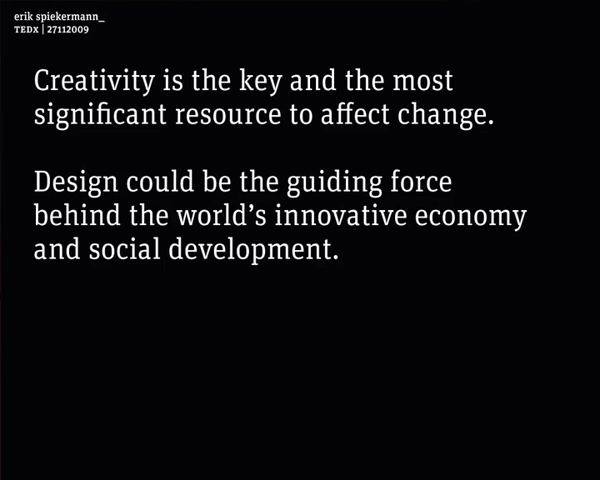 erik spiekermann_
TEDX | 27112009
Creativity is the key and the most
significant resource to affect change.
Design could be the guiding force
behind the world’s innovative economy
and social development.